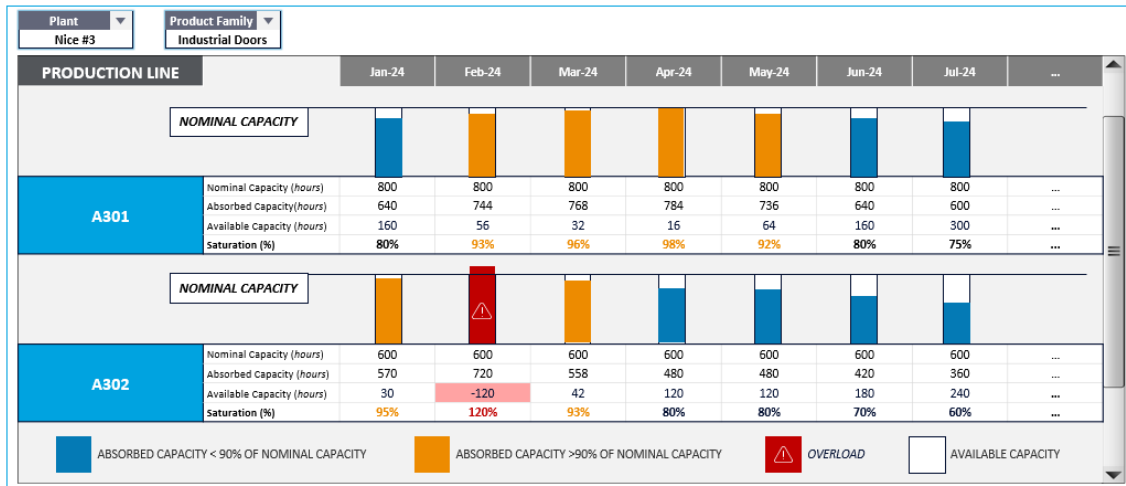 Plant Product Family
Nice #3 Industrial Doors
PRODUCTION LINE Jan-24 Feb-24 Mar-24 Apr-24 May-24 Jun-24 Jul-24 ...
NOMINAL CAPACITY
Nominal Capacity (hours) 800 800 800 800 800 800 800 ...
Absorbed Capacity(hours) 640 744 768 784 736 640 600 ...
A301
Available Capacity (hours) 160 56 32 16 64 160 300 ...
Saturation (%) 80% 93% 96% 98% 92% 80% 75% ...
NOMINAL CAPACITY
Nominal Capacity (hours) 600 600 600 600 600 600 600 ...
Absorbed Capacity (hours) 570 720 558 480 480 420 360 ...
A302
Available Capacity (hours) 30 -120 42 120 120 180 240 ...
Saturation (%) 95% 120% 93% 80% 80% 70% 60% ...
ABSORBED CAPACITY < 90% OF NOMINAL CAPACITY ABSORBED CAPACITY >90% OF NOMINAL CAPACITY OVERLOAD AVAILABLE CAPACITY